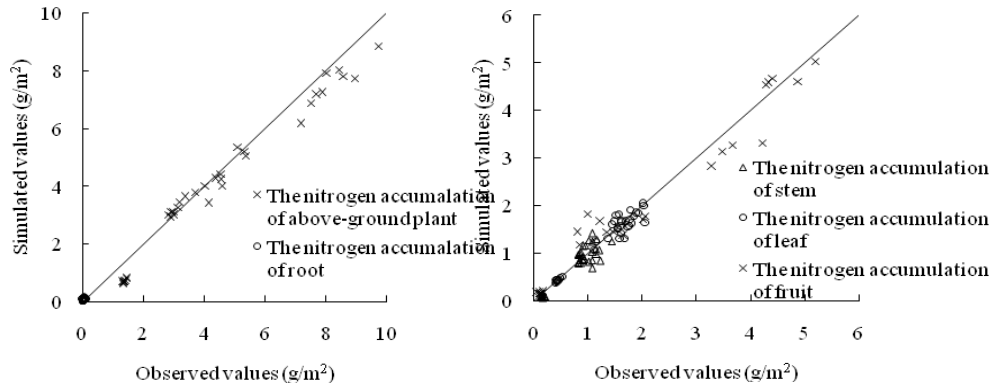 10
8
6
4
2
0
Simulated values (g/m²)
0 2 4 6 8 10
Observed values (g/m²)
The nitrogen accumalation
of above-ground plant
The nitrogen accumalation
of root
6
5
4
3
2
1
0
Simulated values (g/m²)
0 1 2 3 4 5 6
Observed values (g/m²)
The nitrogen accumulation
of stem
The nitrogen accumulation
of leaf
The nitrogen accumulation
of fruit